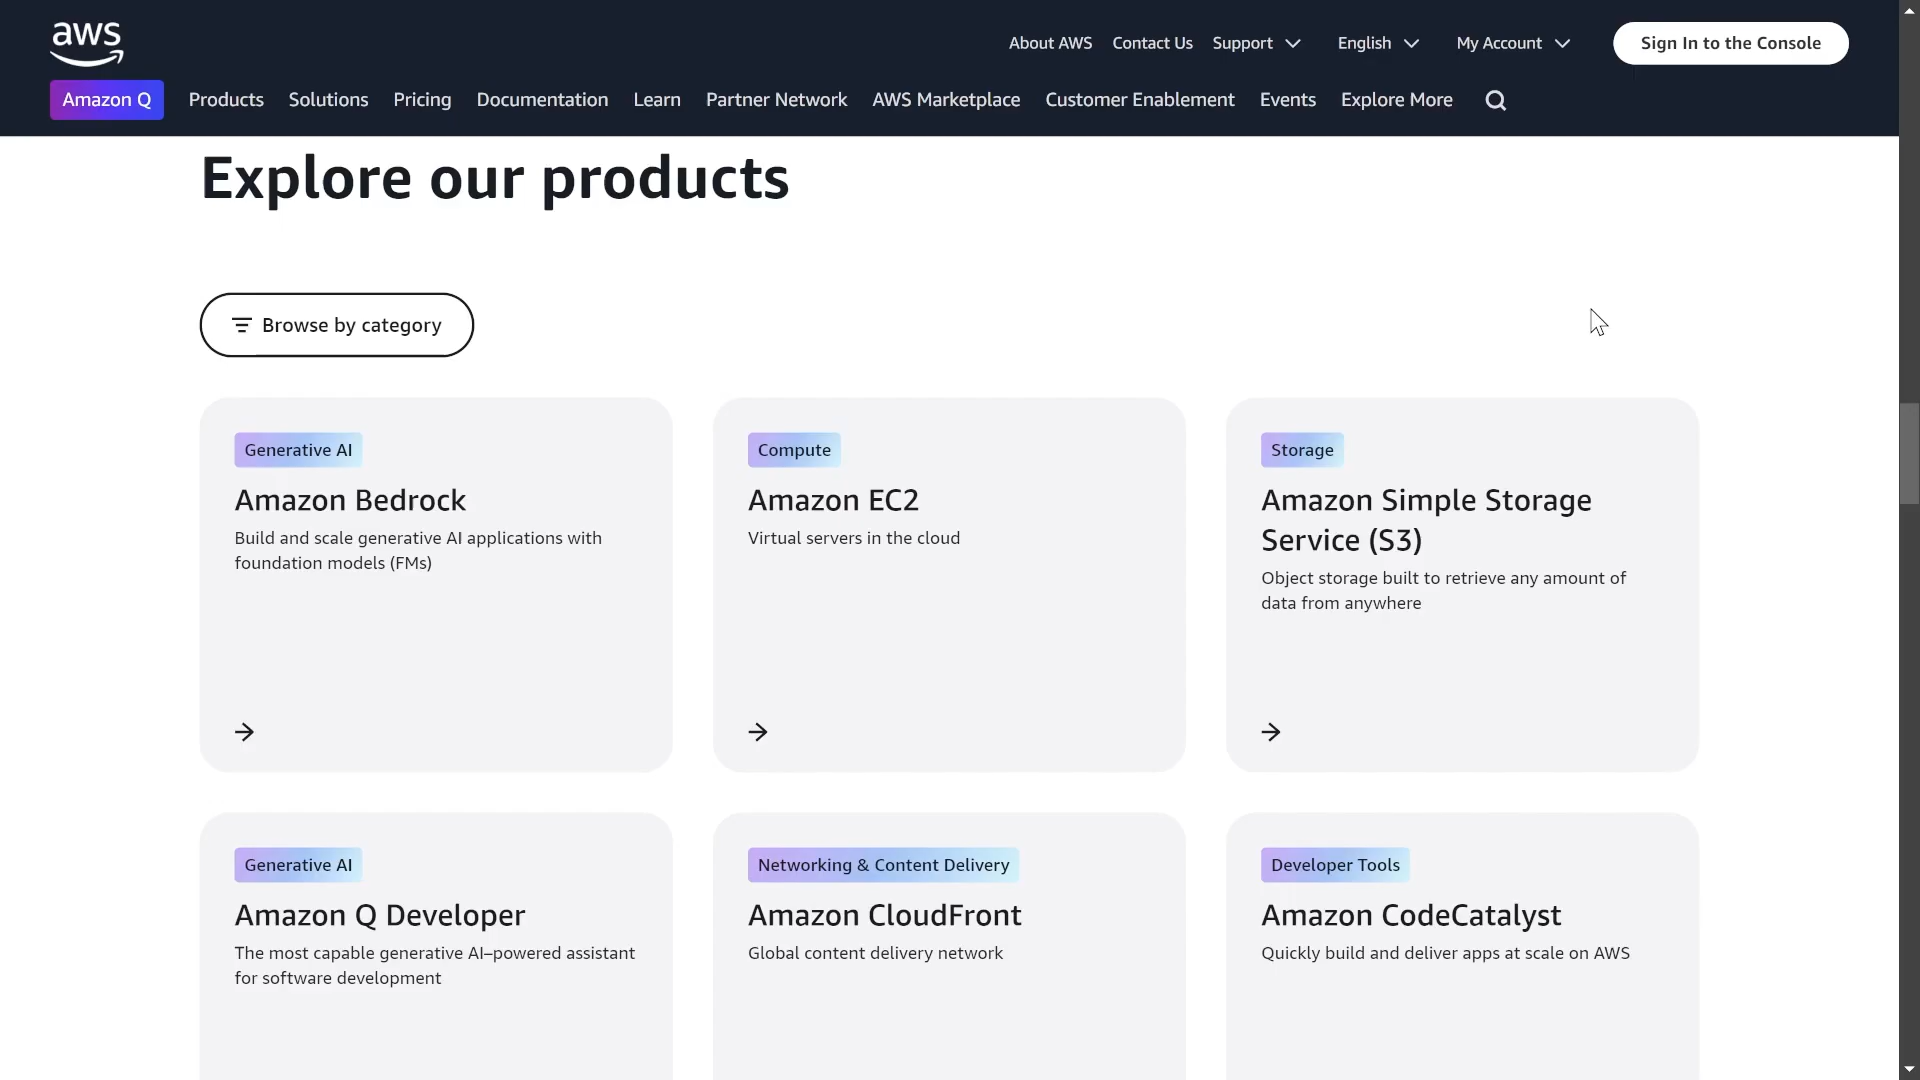 aws
About AWS Contact Us Support English My Account Sign In to the Console
Amazon Q Products Solutions Pricing Documentation Learn Partner Network AWS Marketplace Customer Enablement Events Explore More
Explore our products
Browse by category
Generative AI
Amazon Bedrock
Build and scale generative AI applications with
foundation models (FMs)
Compute
Amazon EC2
Virtual servers in the cloud
Storage
Amazon Simple Storage
Service (S3)
Object storage built to retrieve any amount of
data from anywhere
Generative AI
Amazon Q Developer
The most capable generative AI–powered assistant
for software development
Networking & Content Delivery
Amazon CloudFront
Global content delivery network
Developer Tools
Amazon CodeCatalyst
Quickly build and deliver apps at scale on AWS